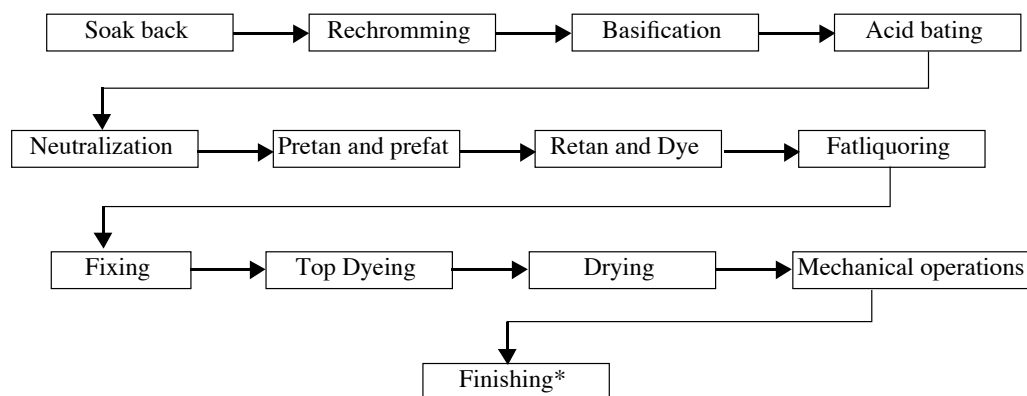 Soak back
Rechromming
Basification
Acid bating
Neutralization
Pretan and prefat
Retan and Dye
Fatliquoring
Fixing
Top Dyeing
Drying
Mechanical operations
Finishing*